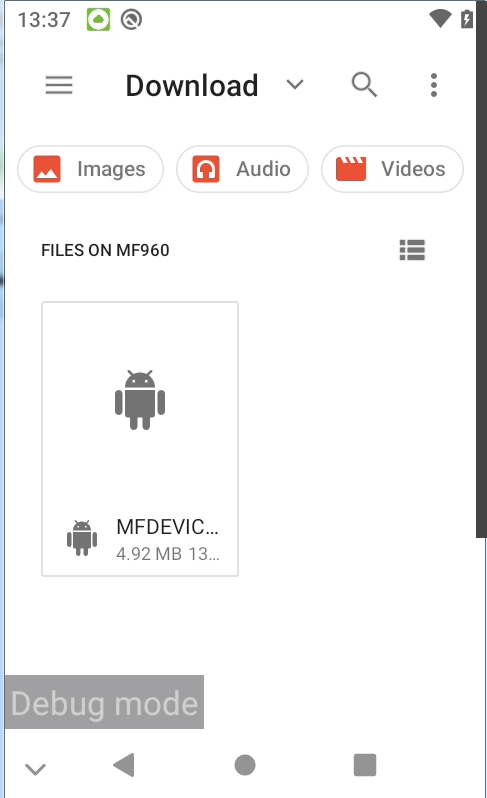 13:37
Download
Images Audio Videos
FILES ON MF960
MFDEVIC...
4.92 MB 13...
Debug mode